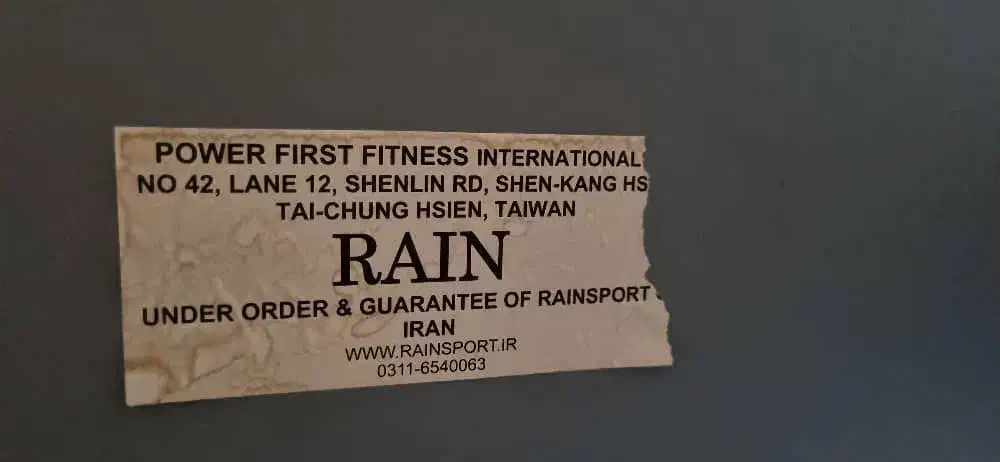 POWER FIRST FITNESS INTERNATIONAL
NO 42, LANE 12, SHENLIN RD, SHEN-KANG HS
TAI-CHUNG HSIEN, TAIWAN
RAIN
UNDER ORDER & GUARANTEE OF RAINSPORT
IRAN
WWW.RAINSPORT.IR
0311-6540063